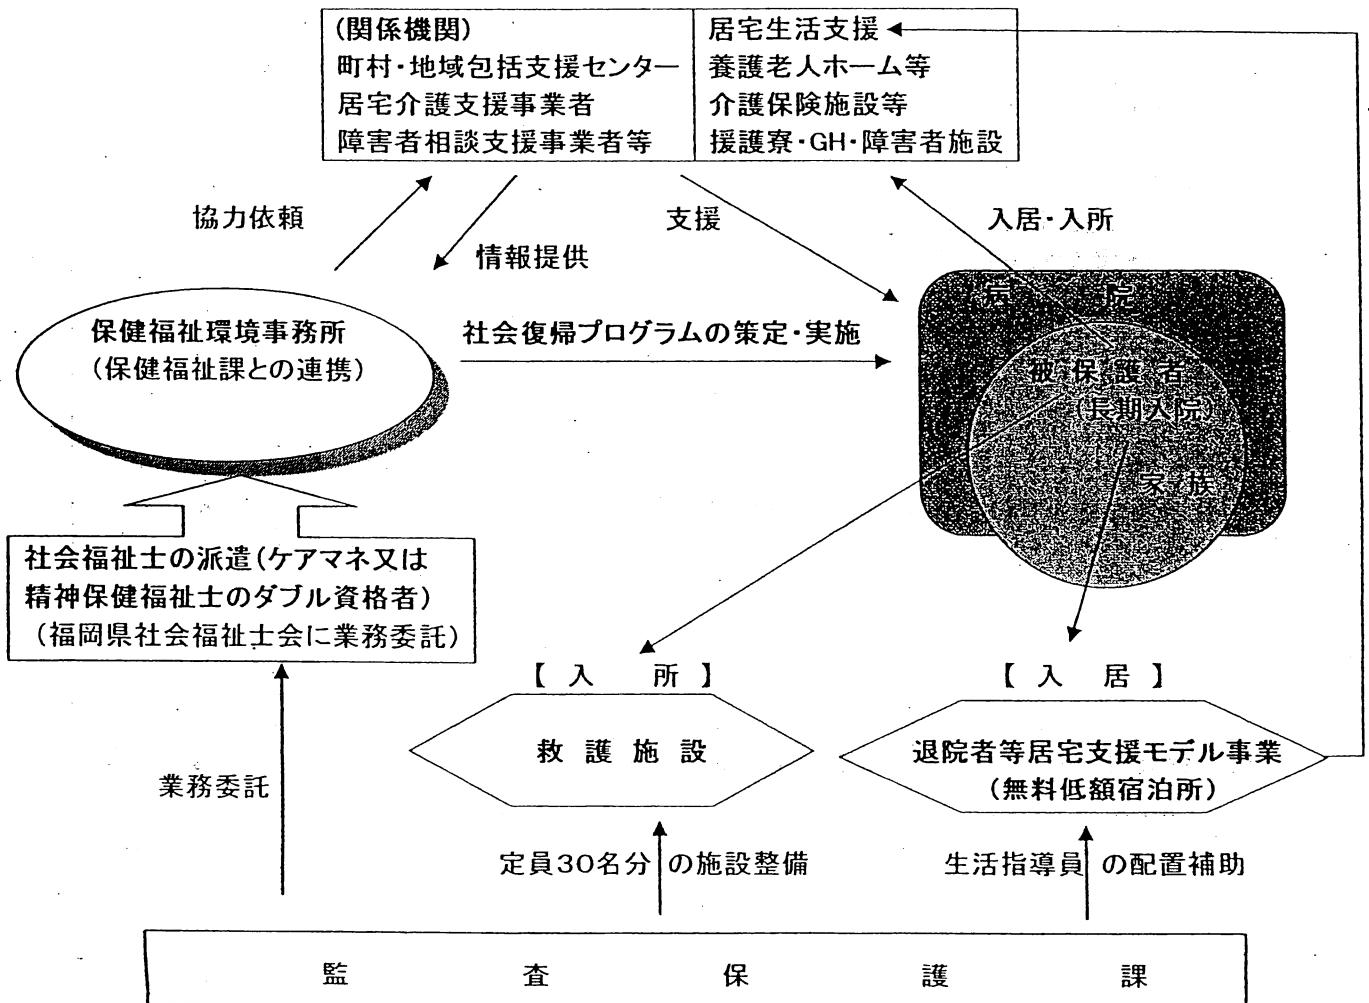 (関係機関)
町村・地域包括支援センター
居宅介護支援事業者
障害者相談支援事業者等
居宅生活支援
養護老人ホーム等
介護保険施設等
援護寮・GH・障害者施設
協力依頼
情報提供
支援
入居・入所
保健福祉環境事務所
(保健福祉課との連携)
社会復帰プログラムの策定・実施
病 院
被保護者
(長期入院)
家族
社会福祉士の派遣(ケアマネ又は
精神保健福祉士のダブル資格者)
(福岡県社会福祉士会に業務委託)
【入 所】
【入 居】
救護施設
退院者等居宅支援モデル事業
(無料低額宿泊所)
業務委託
定員30名分の施設整備
生活指導員の配置補助
監査保護課